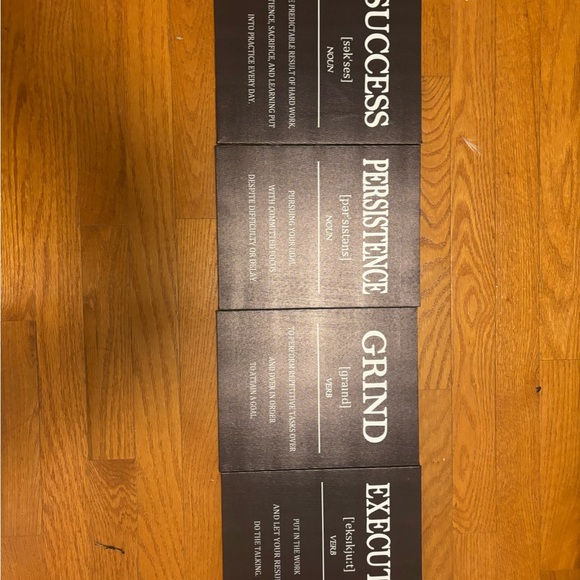 SUCCESS
[sək'ses]
NOUN
PREDICTABLE RESULT OF HARD WORK,
SACRIFICE, AND LEARNING PUT
INTO PRACTICE EVERY DAY.
PERSISTENCE
[pər'sɪstəns]
NOUN
PURSUING YOUR GOAL
WITH COMMITTED FOCUS
DESPITE DIFFICULTY OR DELAY.
GRIND
[graɪnd]
VERB
TO PERFORM REPETITIVE TASKS OVER
AND OVER IN ORDER
TO ATTAIN A GOAL.
EXECUT
['eksɪkju:t]
VERB
PUT IN THE WORK
AND LET YOUR RESU
DO THE TALKING.